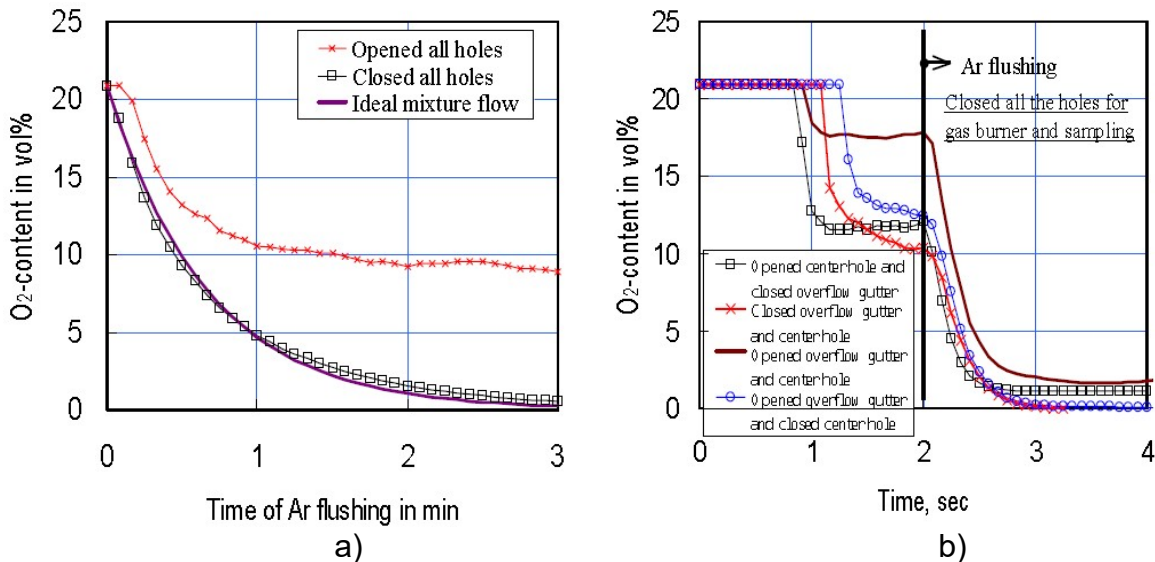 25
20
15
10
5
0
O2-content in vol%
Opened all holes
Closed all holes
Ideal mixture flow
0
1
2
3
Time of Ar flushing in min
a)
25
20
15
10
5
0
O2-content in vol%
Ar flushing
Closed all the holes for
gas burner and sampling
Opened centerhole and
closed overflow gutter
Closed overflow gutter
and centerhole
Opened overflow gutter
and centerhole
Opened overflow gutter
and closed centerhole
0
1
2
3
4
Time, sec
b)